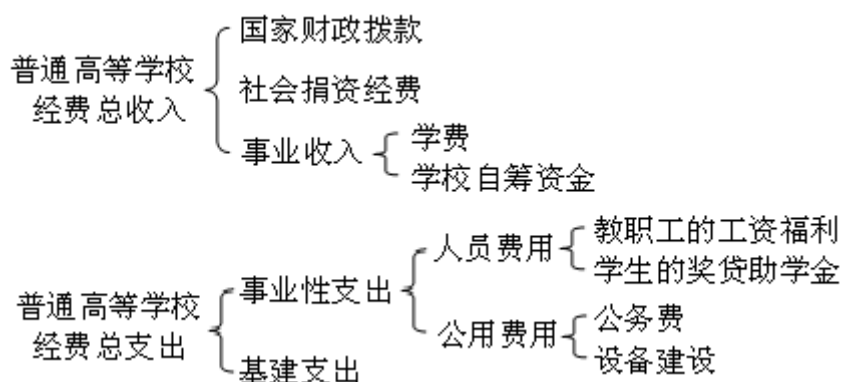 普通高等学校
经费总收入
国家财政拨款
社会捐资经费
事业收入
学费
学校自筹资金
普通高等学校
经费总支出
事业性支出
人员费用
教职工的工资福利
学生的奖贷助学金
公用费用
公务费
设备建设
基建支出